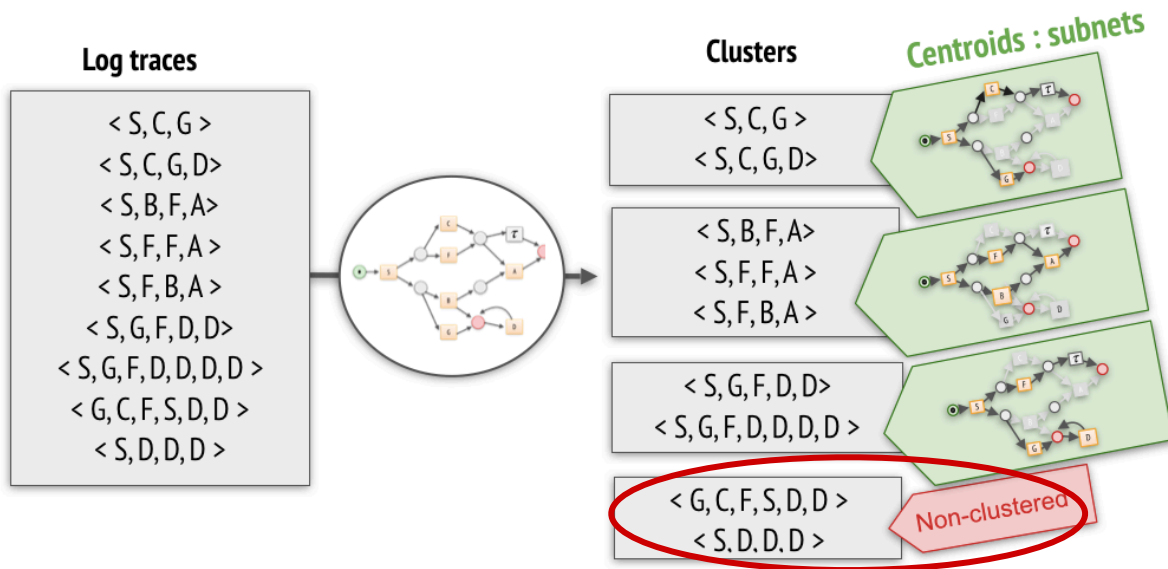 Log traces
< S, C, G >
< S, C, G, D>
< S, B, F, A>
< S, F, F, A >
< S, F, B, A >
< S, G, F, D, D>
< S, G, F, D, D, D, D >
< G, C, F, S, D, D >
< S, D, D, D >
C
F
τ
S
A
B
G
D
Clusters
< S, C, G >
< S, C, G, D>
< S, B, F, A>
< S, F, F, A >
< S, F, B, A >
< S, G, F, D, D>
< S, G, F, D, D, D, D >
< G, C, F, S, D, D >
< S, D, D, D >
Centroids : subnets
C
τ
S
G
τ
F
S
A
B
G
D
τ
F
S
G
D
Non-clustered